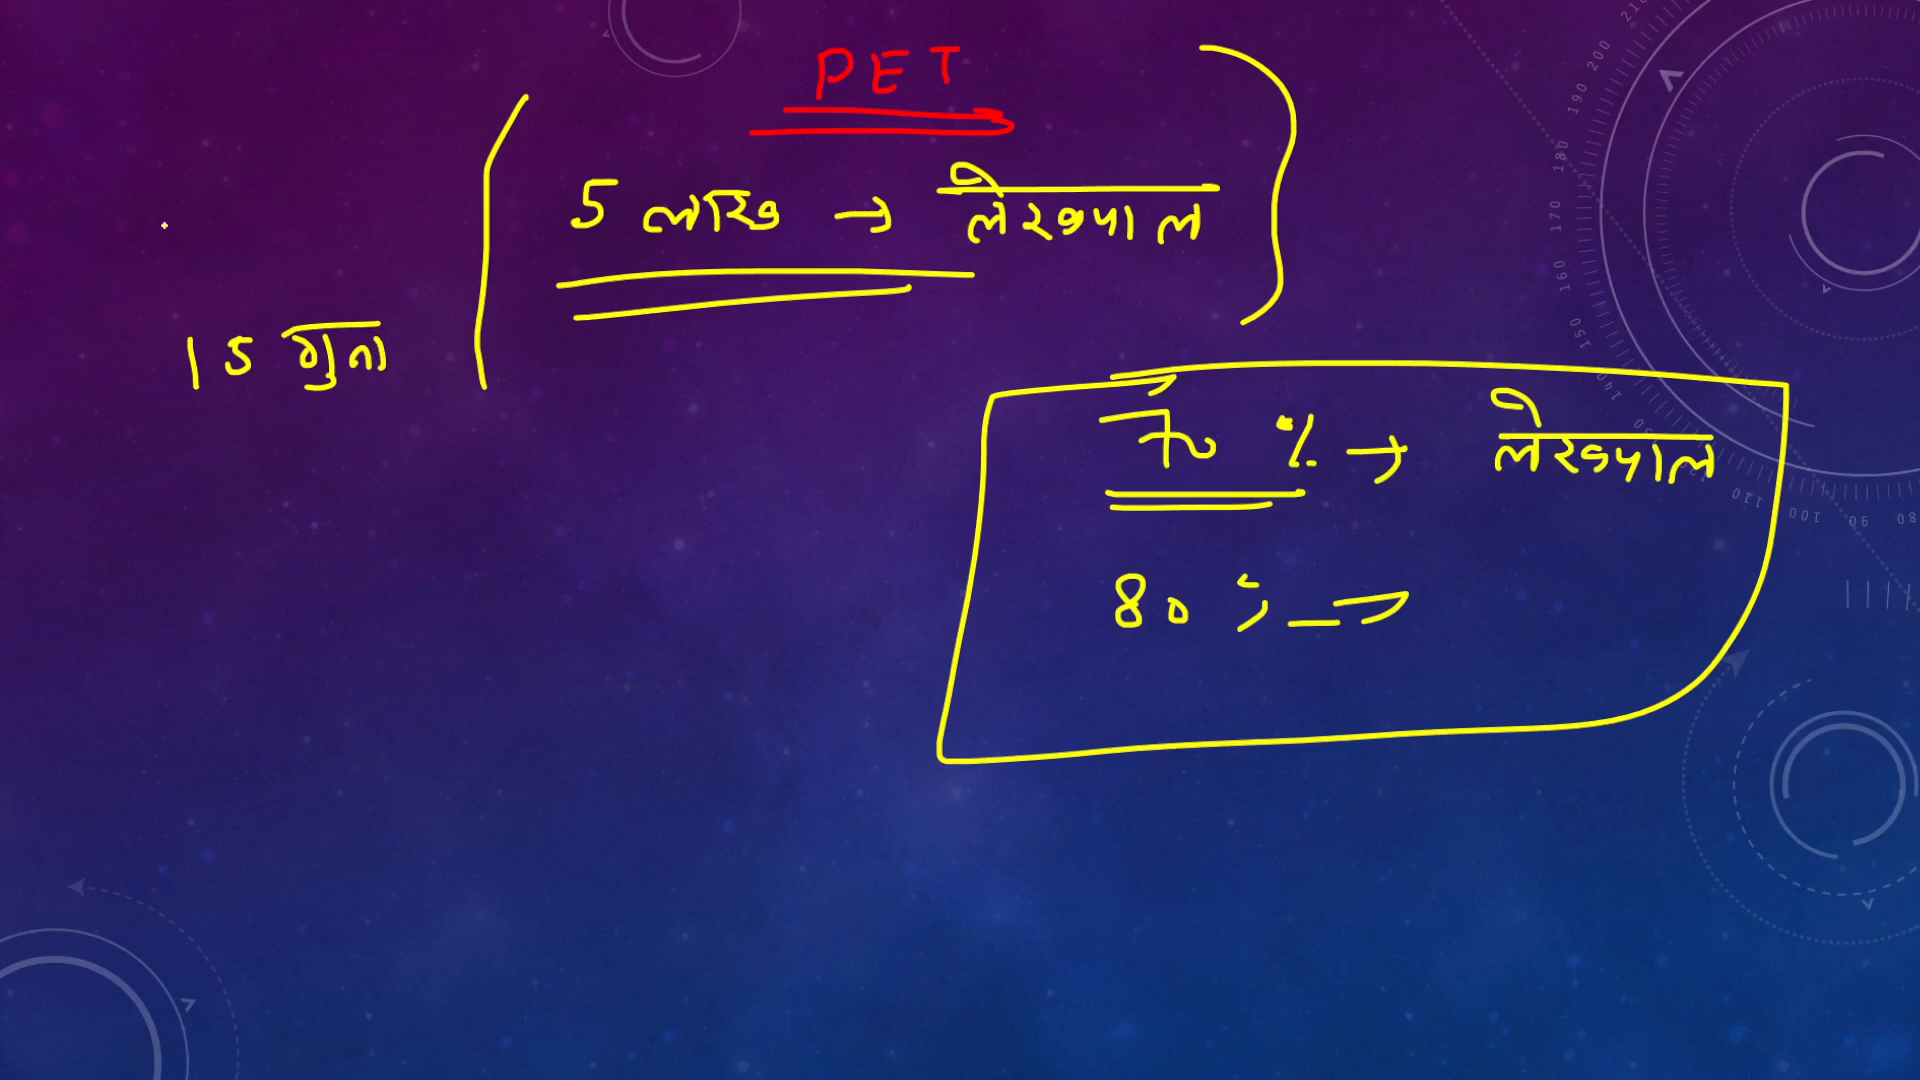 PET
5 लाख → लेखपाल
15 गुना
70 % → लेखपाल
80 % →